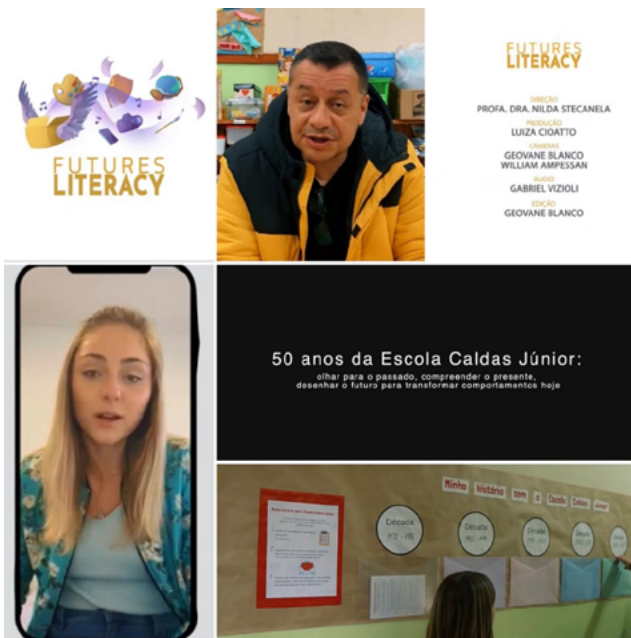 FUTURES
LITERACY
FUTURES
LITERACY
DIREÇÃO
PROFA. DRA. NILDA STECANELA
PRODUÇÃO
LUIZA CIOATTO
CÂMERAS
GEOVANE BLANCO
WILLIAM AMPESSAN
ÁUDIO
GABRIEL VIZIOLI
EDIÇÃO
GEOVANE BLANCO
50 anos da Escola Caldas Júnior:
olhar para o passado, compreender o presente,
desenhar o futuro para transformar comportamentos hoje
Minha história com a Escola Caldas Júnior
Década
Década
Década
Década